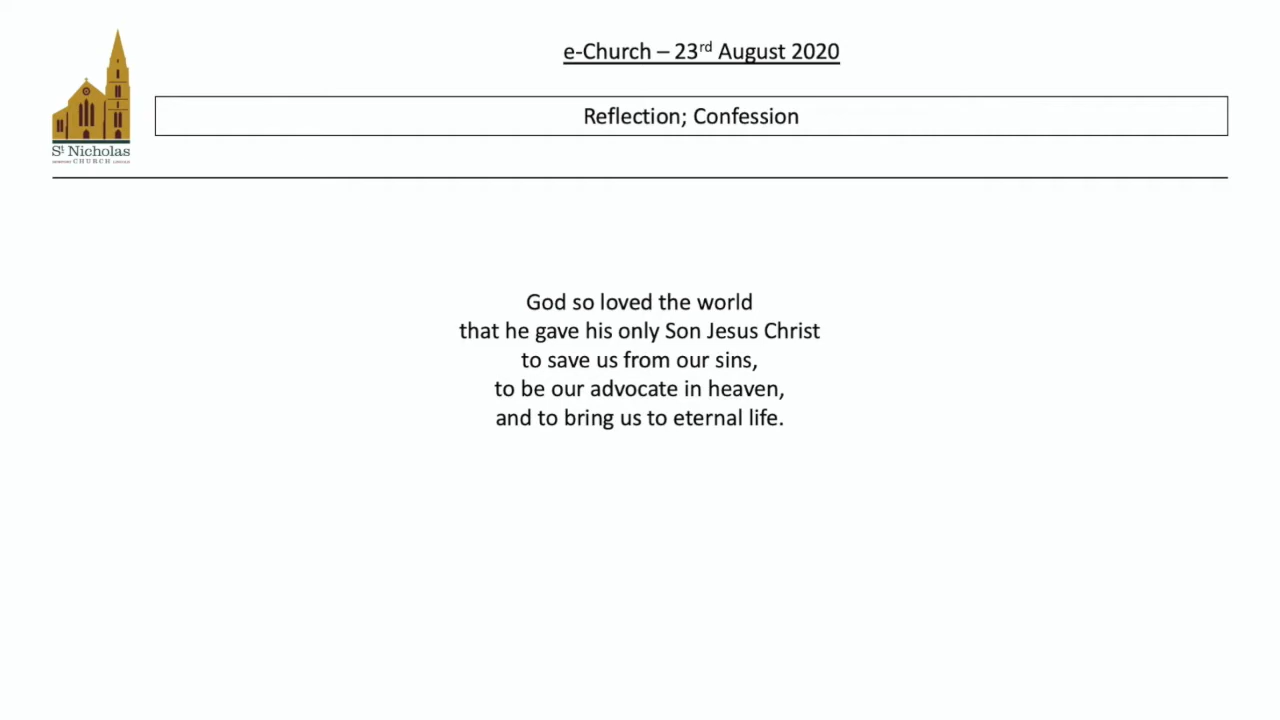 e-Church – 23rd August 2020
Reflection; Confession
St Nicholas
CHURCH
God so loved the world
that he gave his only Son Jesus Christ
to save us from our sins,
to be our advocate in heaven,
and to bring us to eternal life.